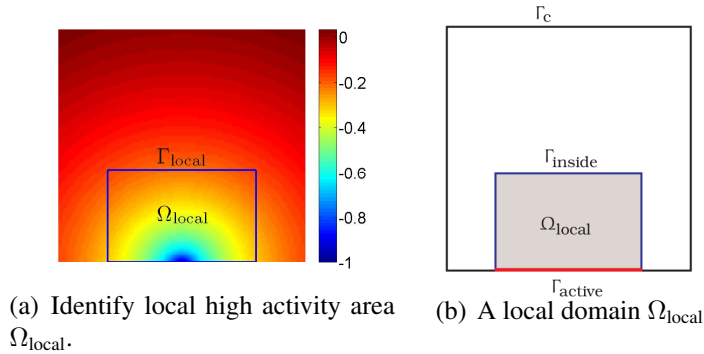 Γlocal
Ωlocal
0
-0.2
-0.4
-0.6
-0.8
-1
(a) Identify local high activity area
Ωlocal.
Γc
Γinside
Ωlocal
Γactive
(b) A local domain Ωlocal